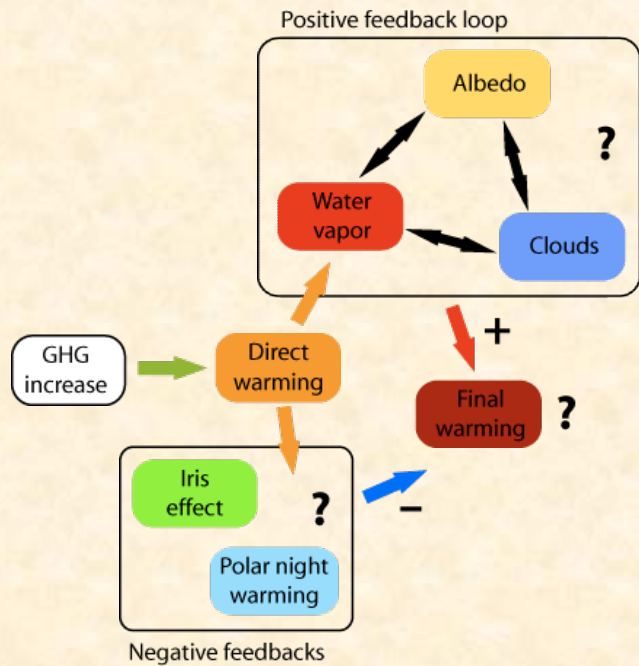 Positive feedback loop
Albedo
?
Water
vapor
Clouds
+
GHG
increase
Direct
warming
Final
warming
?
Iris
effect
?
–
Polar night
warming
Negative feedbacks